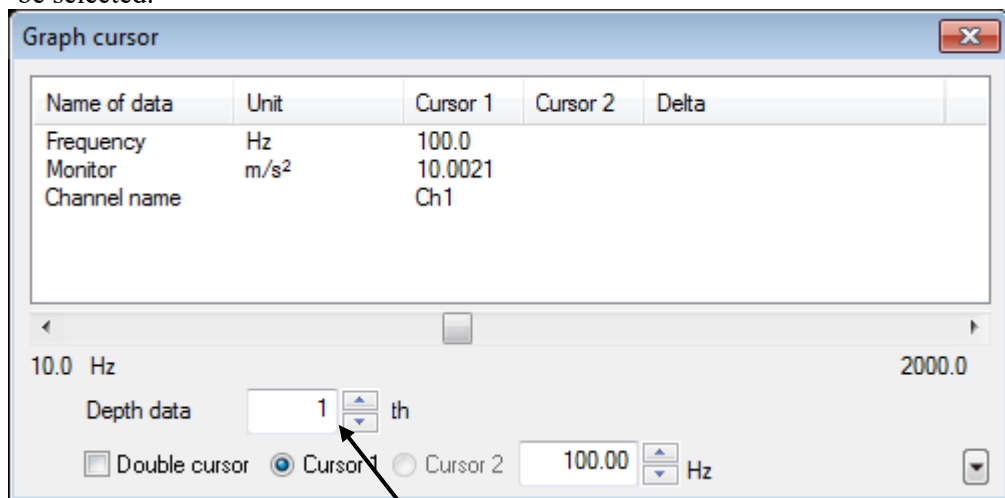 be selected.
Graph cursor
Name of data Unit Cursor 1 Cursor 2 Delta
Frequency Hz 100.0
Monitor m/s² 10.0021
Channel name Ch1
10.0 Hz 2000.0
Depth data 1 th
Double cursor Cursor 1 Cursor 2 100.00 Hz